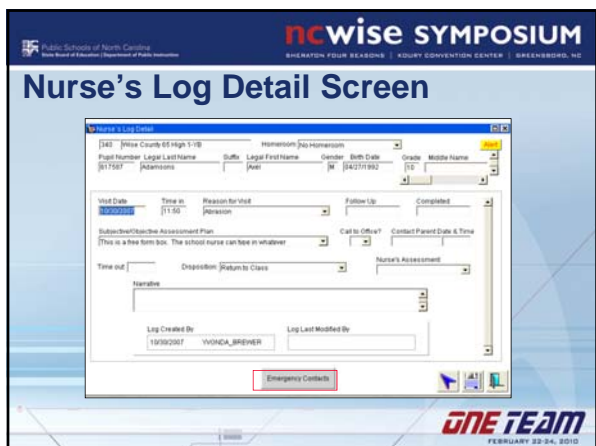 Public Schools of North Carolina
State Board of Education | Department of Public Instruction
ncwise SYMPOSIUM
SHERATON FOUR SEASONS | KOURY CONVENTION CENTER | GREENSBORO, NC
Nurse's Log Detail Screen
Nurse's Log Detail
340 Wise County 65 High 1-YB Homeroom No Homeroom Alert
Pupil Number Legal Last Name Suffix Legal First Name Gender Birth Date Grade Middle Name
617587 Adamsons Axel M 04/27/1992 10
Visit Date Time in Reason for Visit Follow Up Completed
10/30/2007 11:50 Abrasion
Subjective/Objective Assessment Plan Call to Office? Contact Parent Date & Time
This is a free form box. The school nurse can type in whatever
Nurse's Assessment
Time out Disposition: Return to Class
Narrative
Log Created By Log Last Modified By
10/30/2007 YVONDA_BREWER
Emergency Contacts
ONE TEAM
FEBRUARY 22-24, 2010